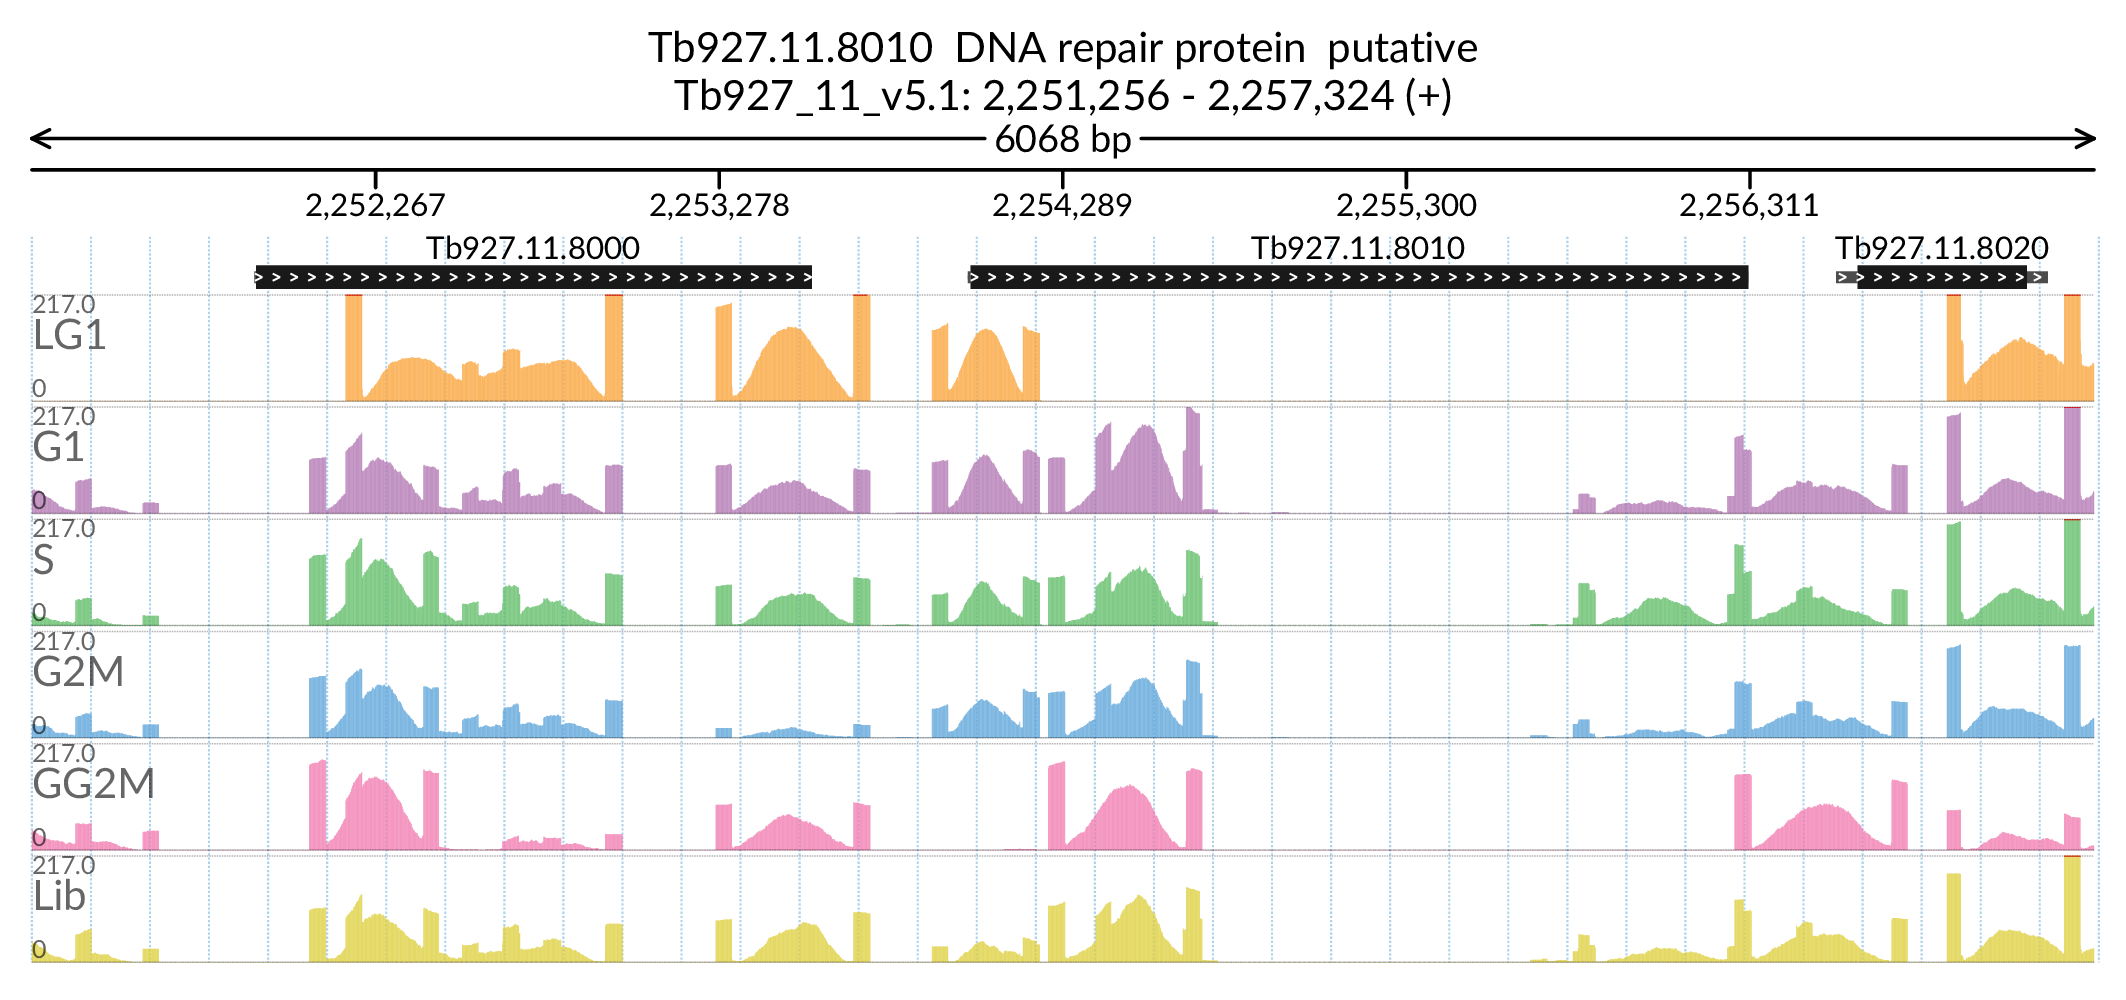 Tb927.11.8010  DNA repair protein  putative
Tb927_11_v5.1: 2,251,256 - 2,257,324 (+)
6068 bp
2,252,267 2,253,278 2,254,289 2,255,300 2,256,311
Tb927.11.8000 Tb927.11.8010 Tb927.11.8020
217.0
LG1
0
217.0
G1
0
217.0
S
0
217.0
G2M
0
217.0
GG2M
0
217.0
Lib
0